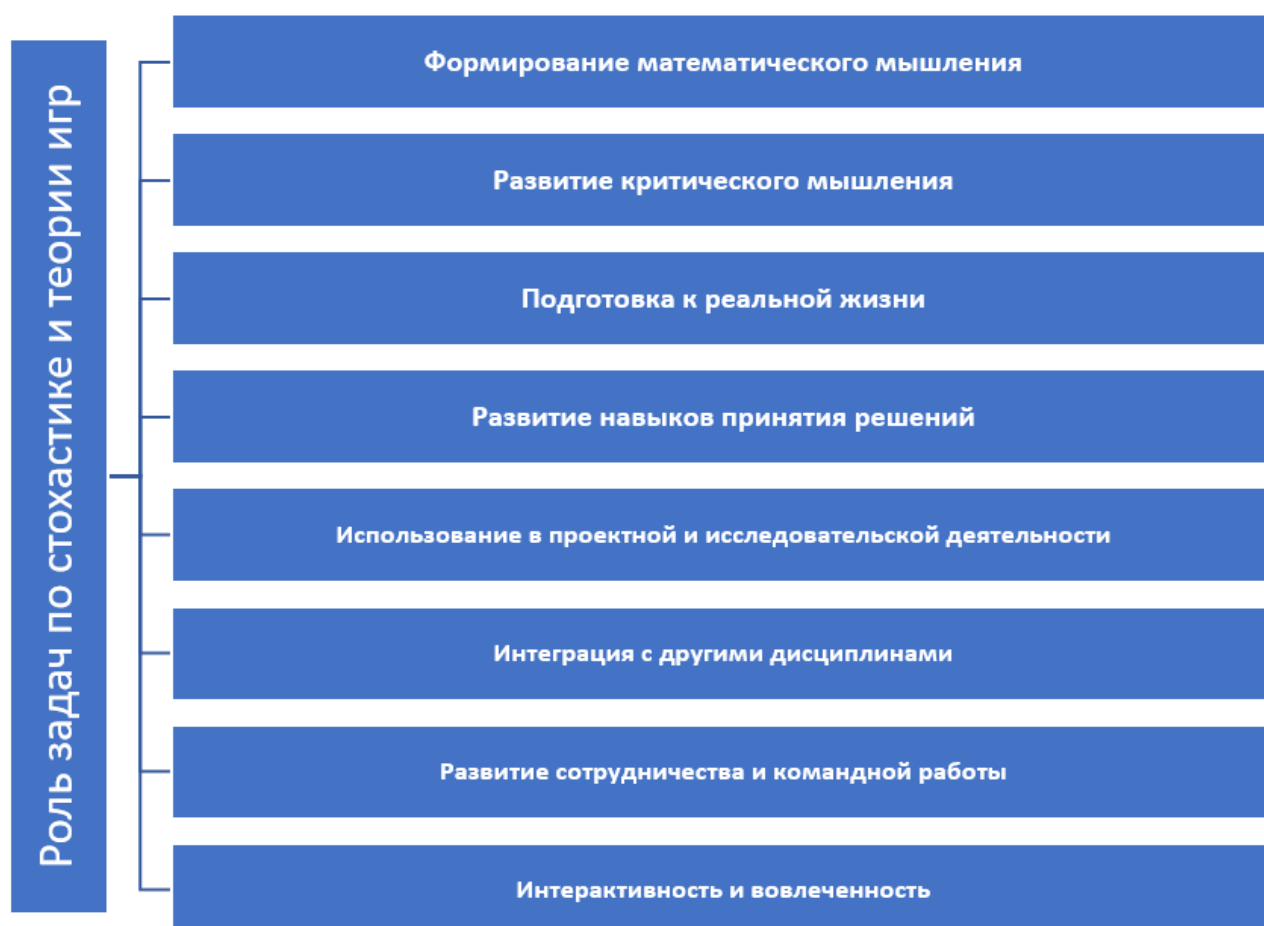 Роль задач по стохастике и теории игр
Формирование математического мышления
Развитие критического мышления
Подготовка к реальной жизни
Развитие навыков принятия решений
Использование в проектной и исследовательской деятельности
Интеграция с другими дисциплинами
Развитие сотрудничества и командной работы
Интерактивность и вовлеченность